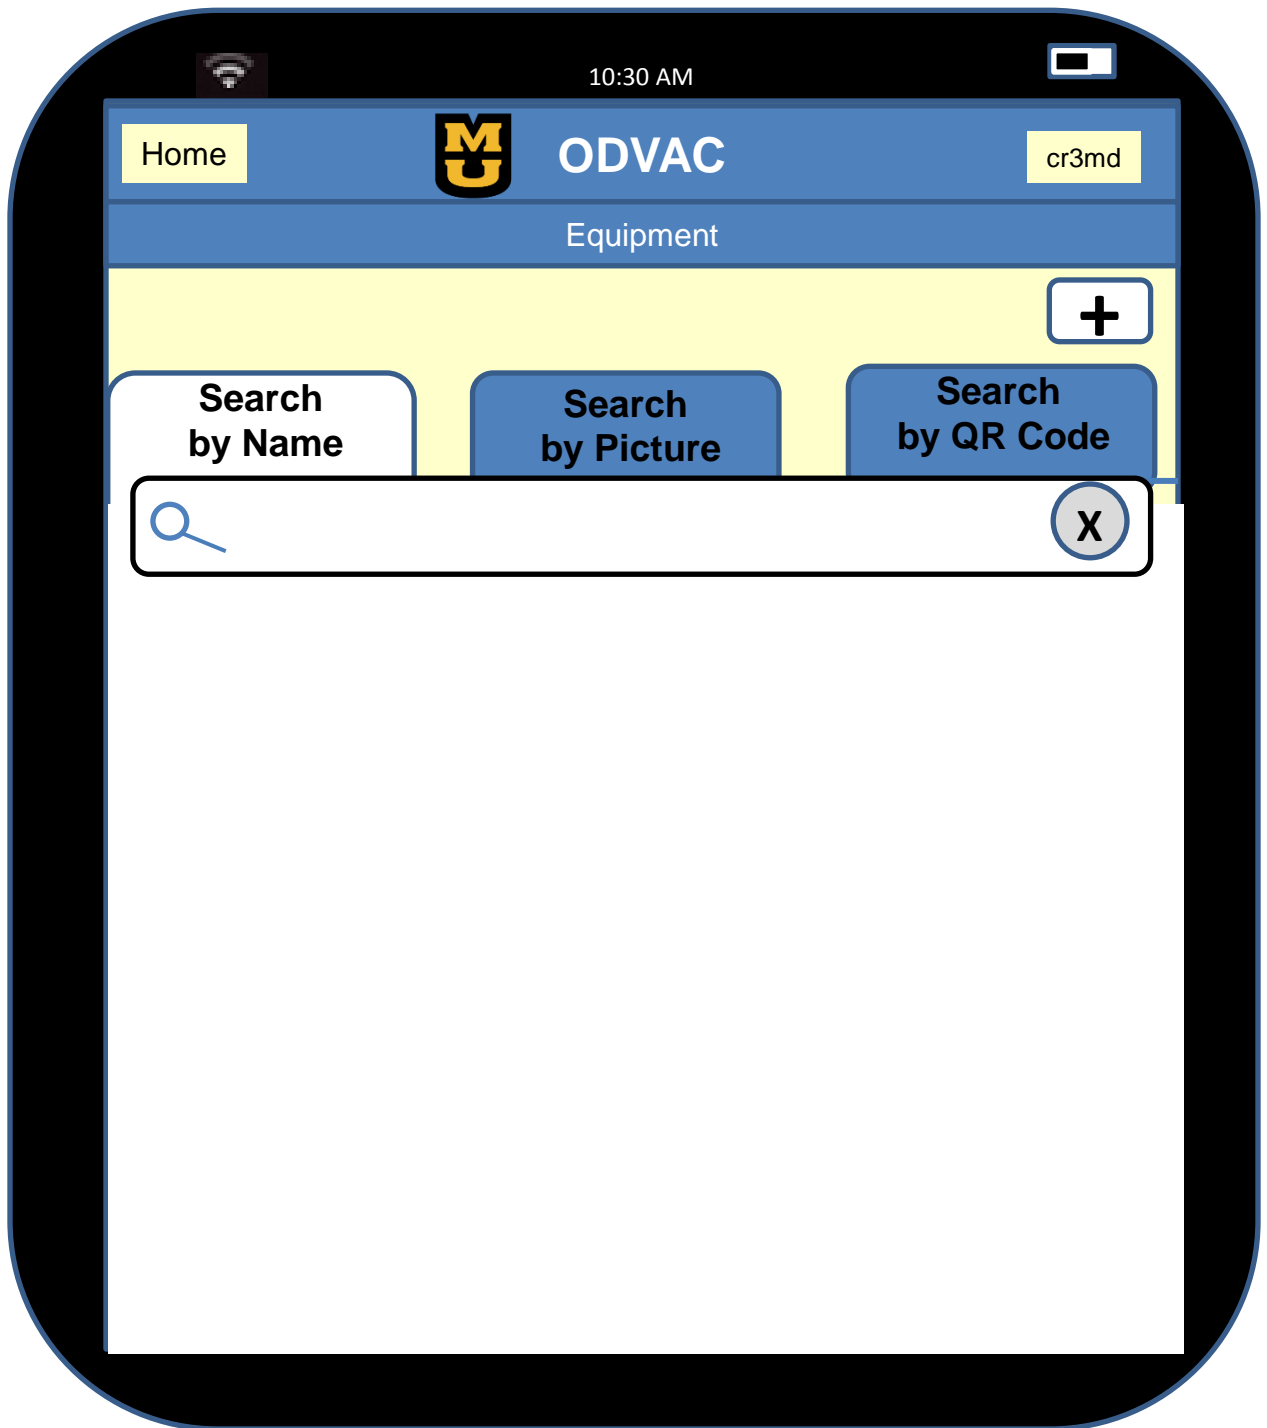 10:30 AM
Home
MU
ODVAC
cr3md
Equipment
+
Search
by Name
Search
by Picture
Search
by QR Code
X